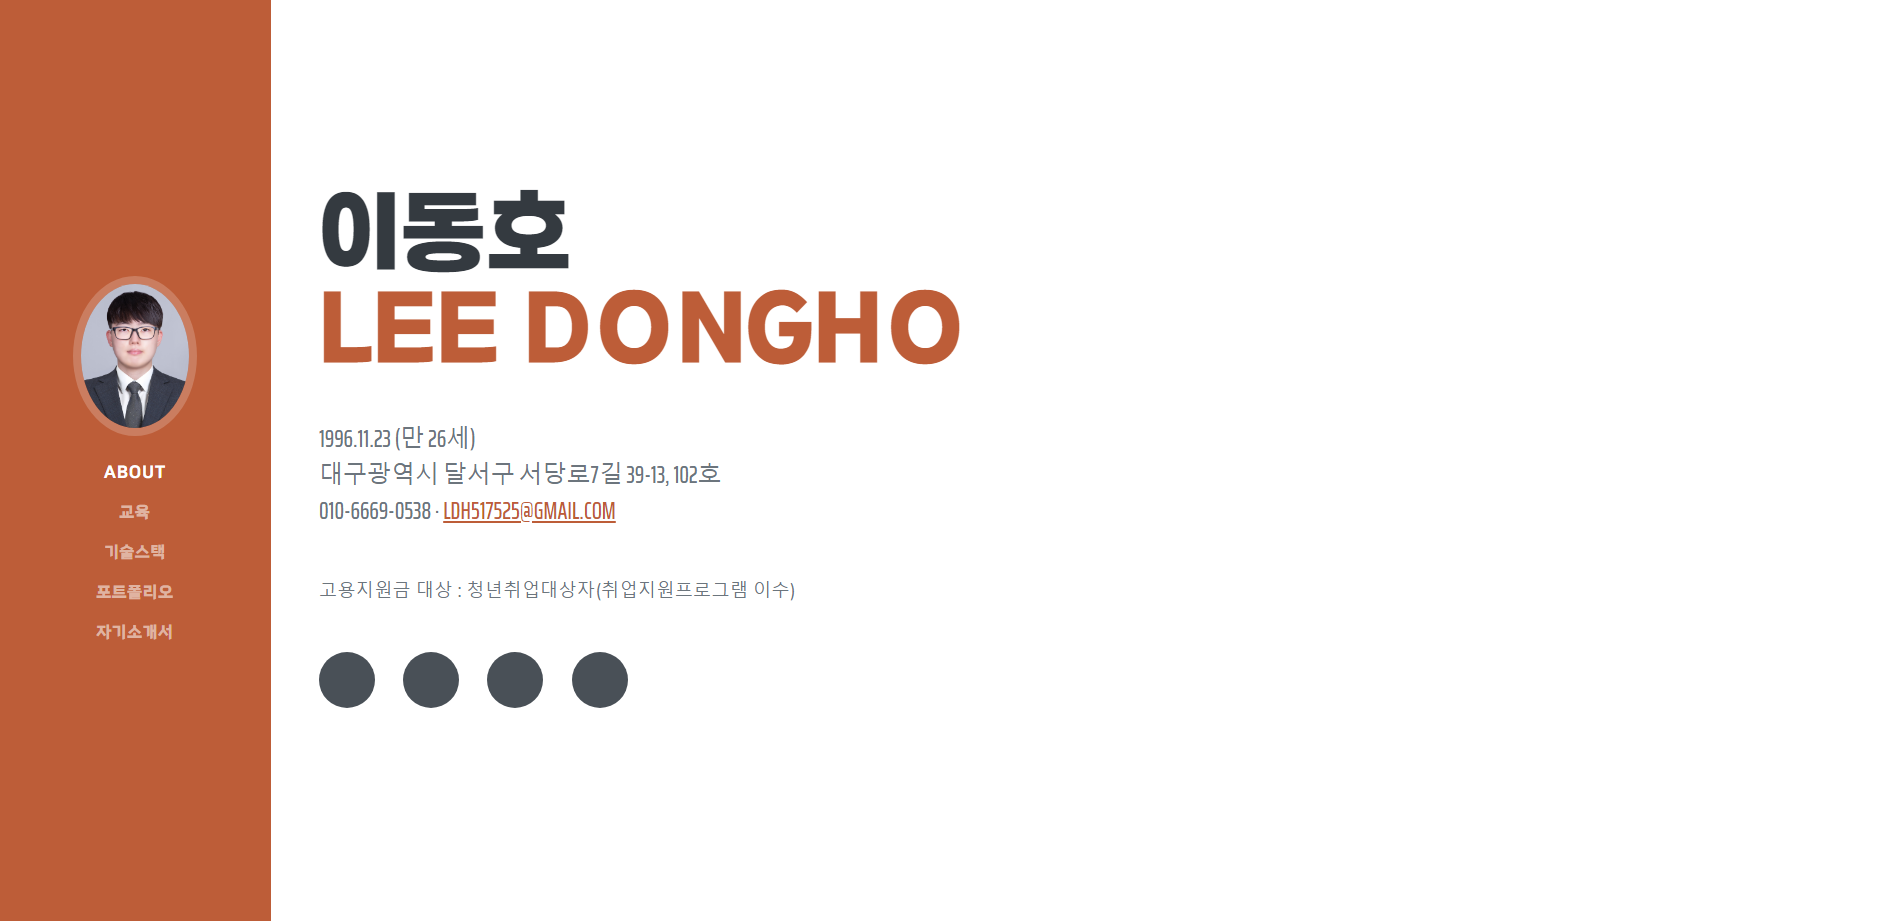 ABOUT
교육
기술스택
포트폴리오
자기소개서
이동호
LEE DONGHO
1996.11.23 (만 26세)
대구광역시 달서구 서당로7길 39-13, 102호
010-6669-0538 · LDH517525@GMAIL.COM
고용지원금 대상 : 청년취업대상자(취업지원프로그램 이수)